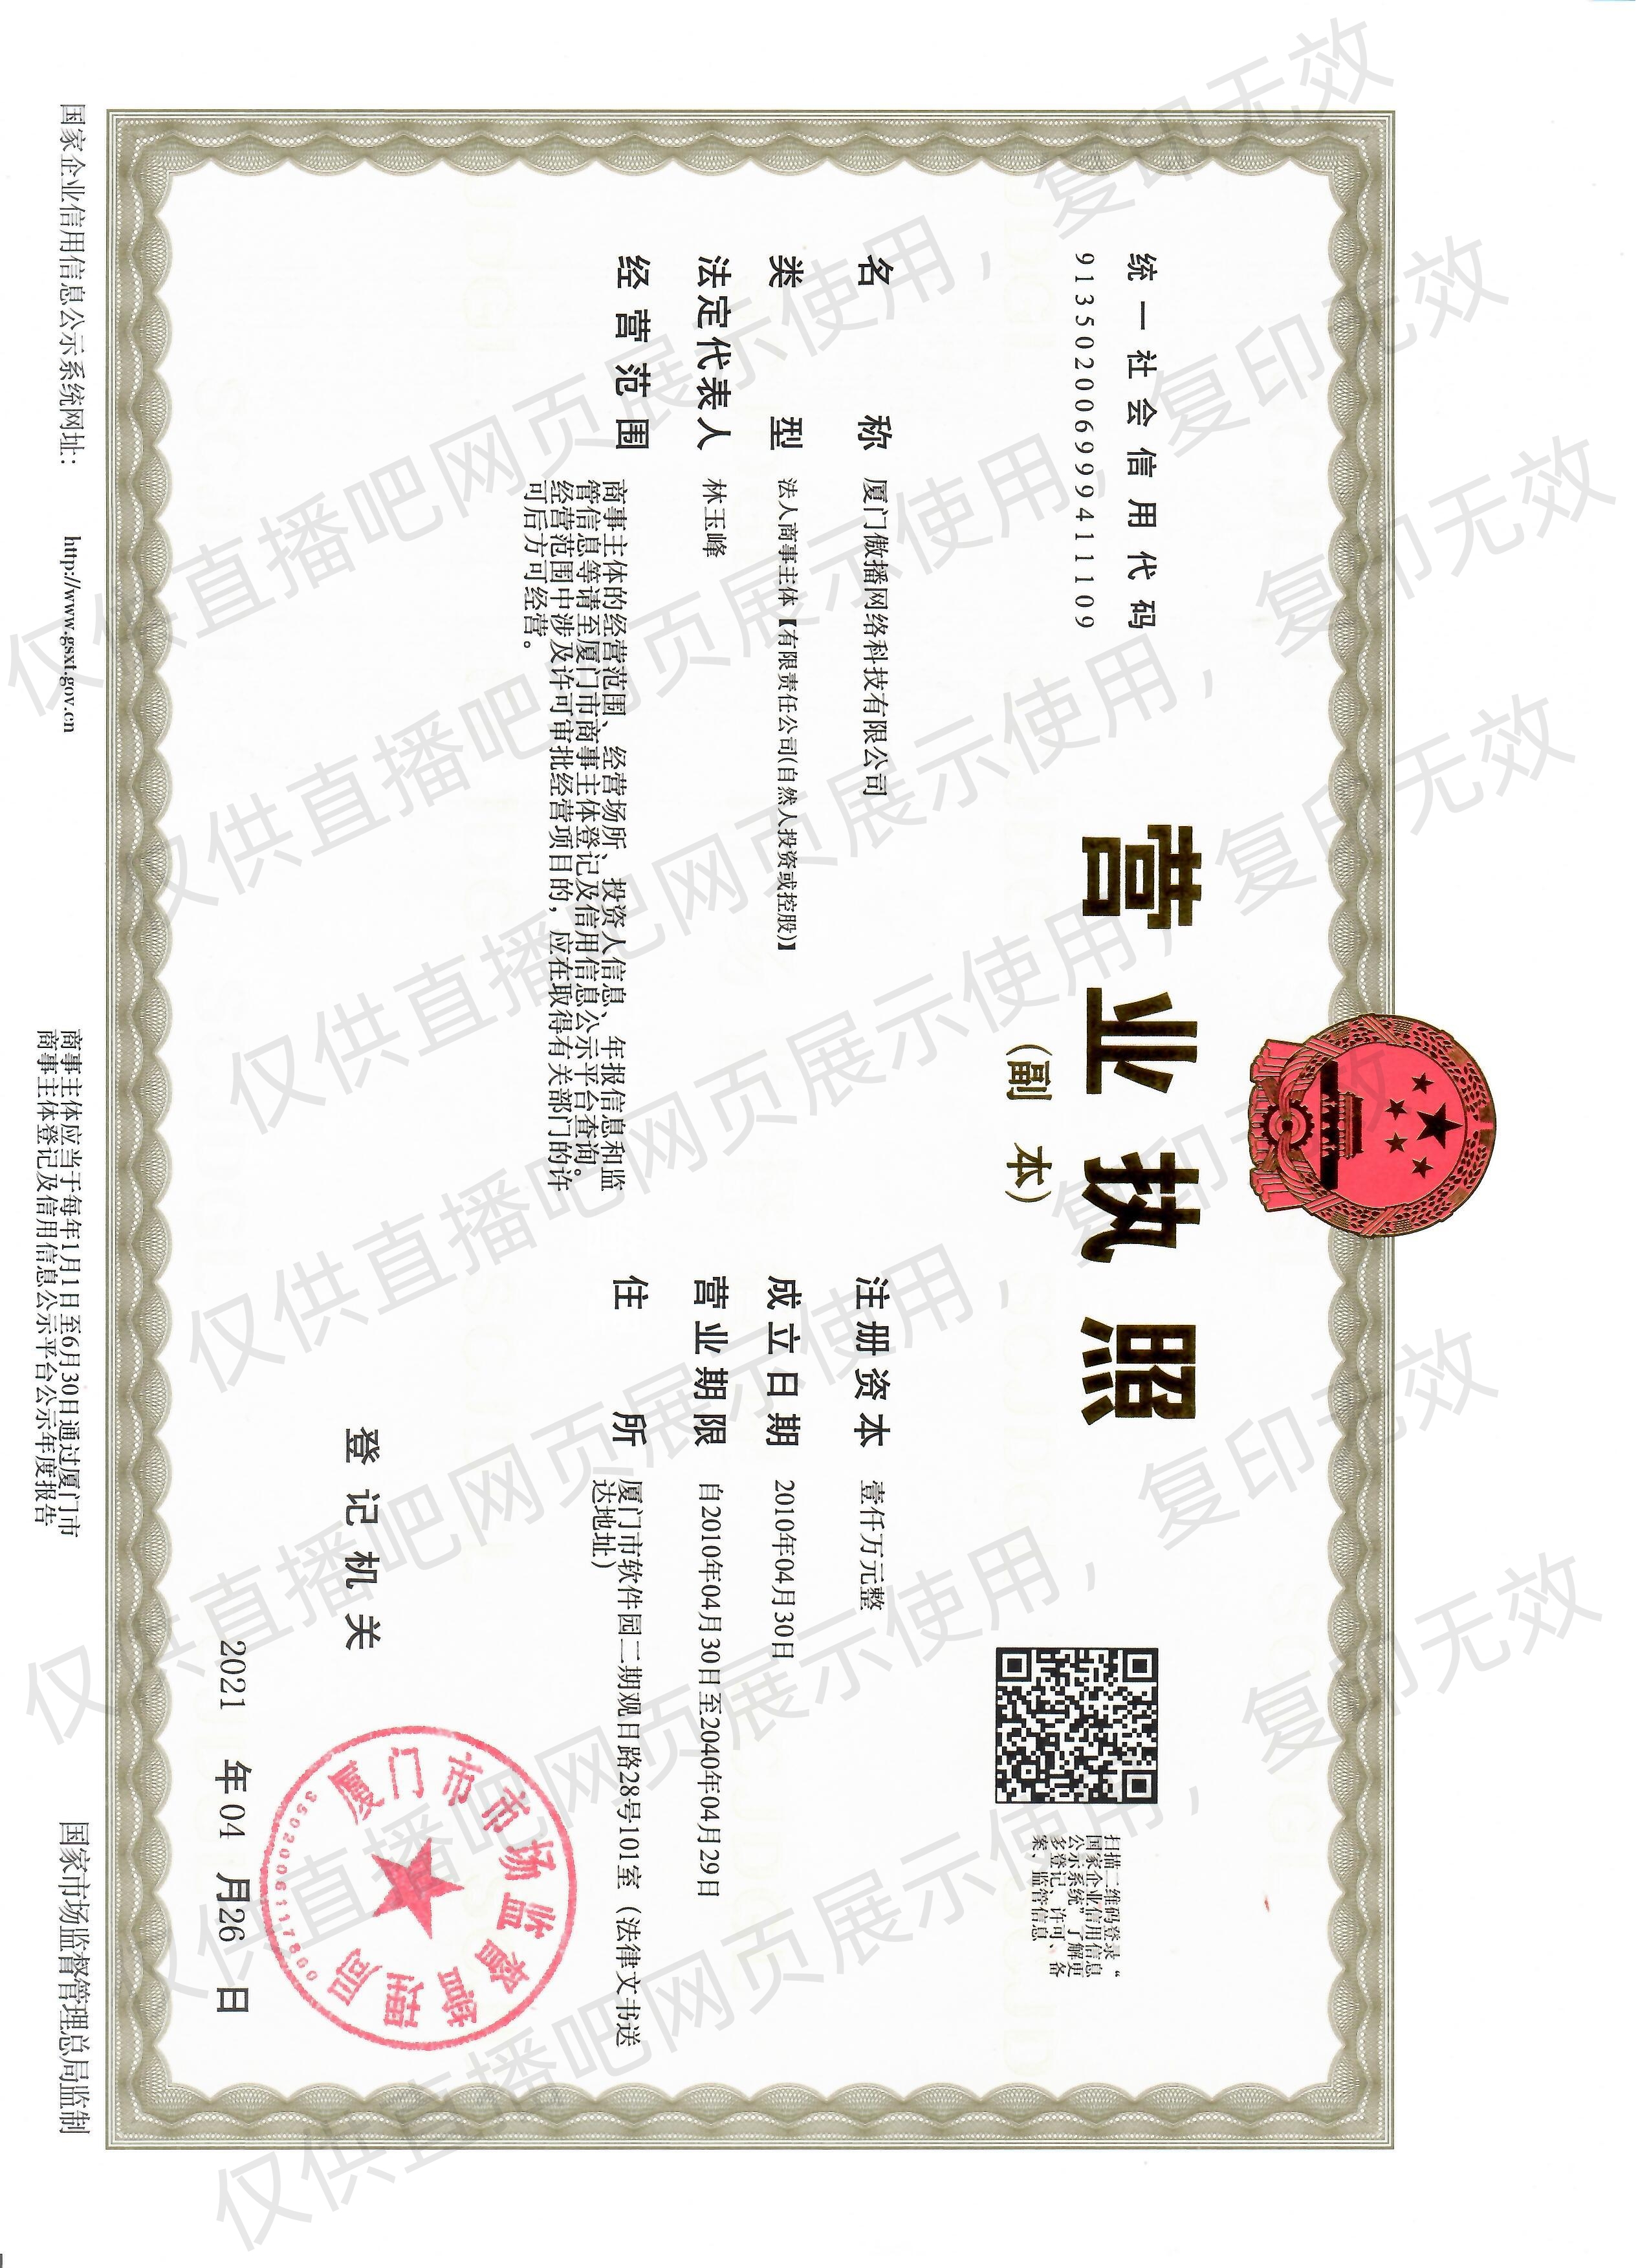 营业执照
(副 本)
统一社会信用代码
913502006999411109
扫描二维码登录“
国家企业信用信息
公示系统”了解更
多登记、许可、备
案、监管信息
名称 厦门傲播网络科技有限公司
类型 法人商事主体【有限责任公司(自然人投资或控股)】
法定代表人 林玉峰
经营范围 商事主体的经营范围、经营场所、投资人信息、年报信息和监
管信息等请至厦门市商事主体登记及信用信息公示平台查询。
经营范围中涉及许可审批经营项目的，应在取得有关部门的许
可后方可经营。
注册资本 壹仟万元整
成立日期 2010年04月30日
营业期限 自2010年04月30日至2040年04月29日
住所 厦门市软件园二期观日路28号101室（法律文书送
达地址）
登记机关
厦门市市场监督管理局
3502006117800
2021 年 04 月 26 日
国家企业信用信息公示系统网址： http://www.gsxt.gov.cn
商事主体应当于每年1月1日至6月30日通过厦门市
商事主体登记及信用信息公示平台公示年度报告
国家市场监督管理总局监制
仅供直播吧网页展示使用，复印无效